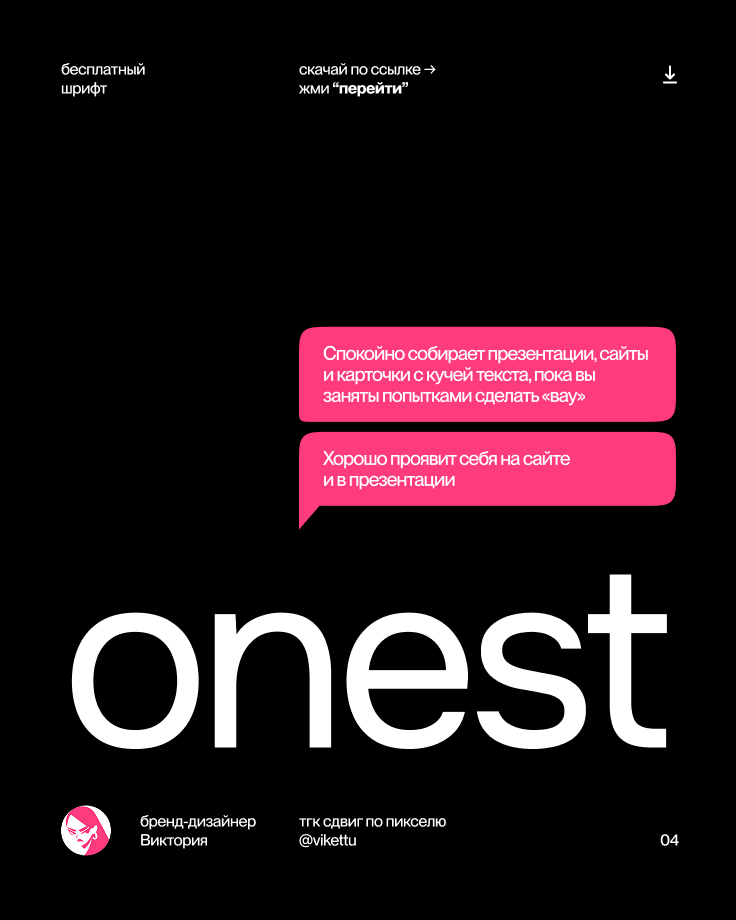 бесплатный
шрифт
скачай по ссылке →
жми “перейти”
Спокойно собирает презентации, сайты
и карточки с кучей текста, пока вы
заняты попытками сделать «вау»
Хорошо проявит себя на сайте
и в презентации
onest
бренд-дизайнер
Виктория
тгк сдвиг по пикселю
@vikettu
04